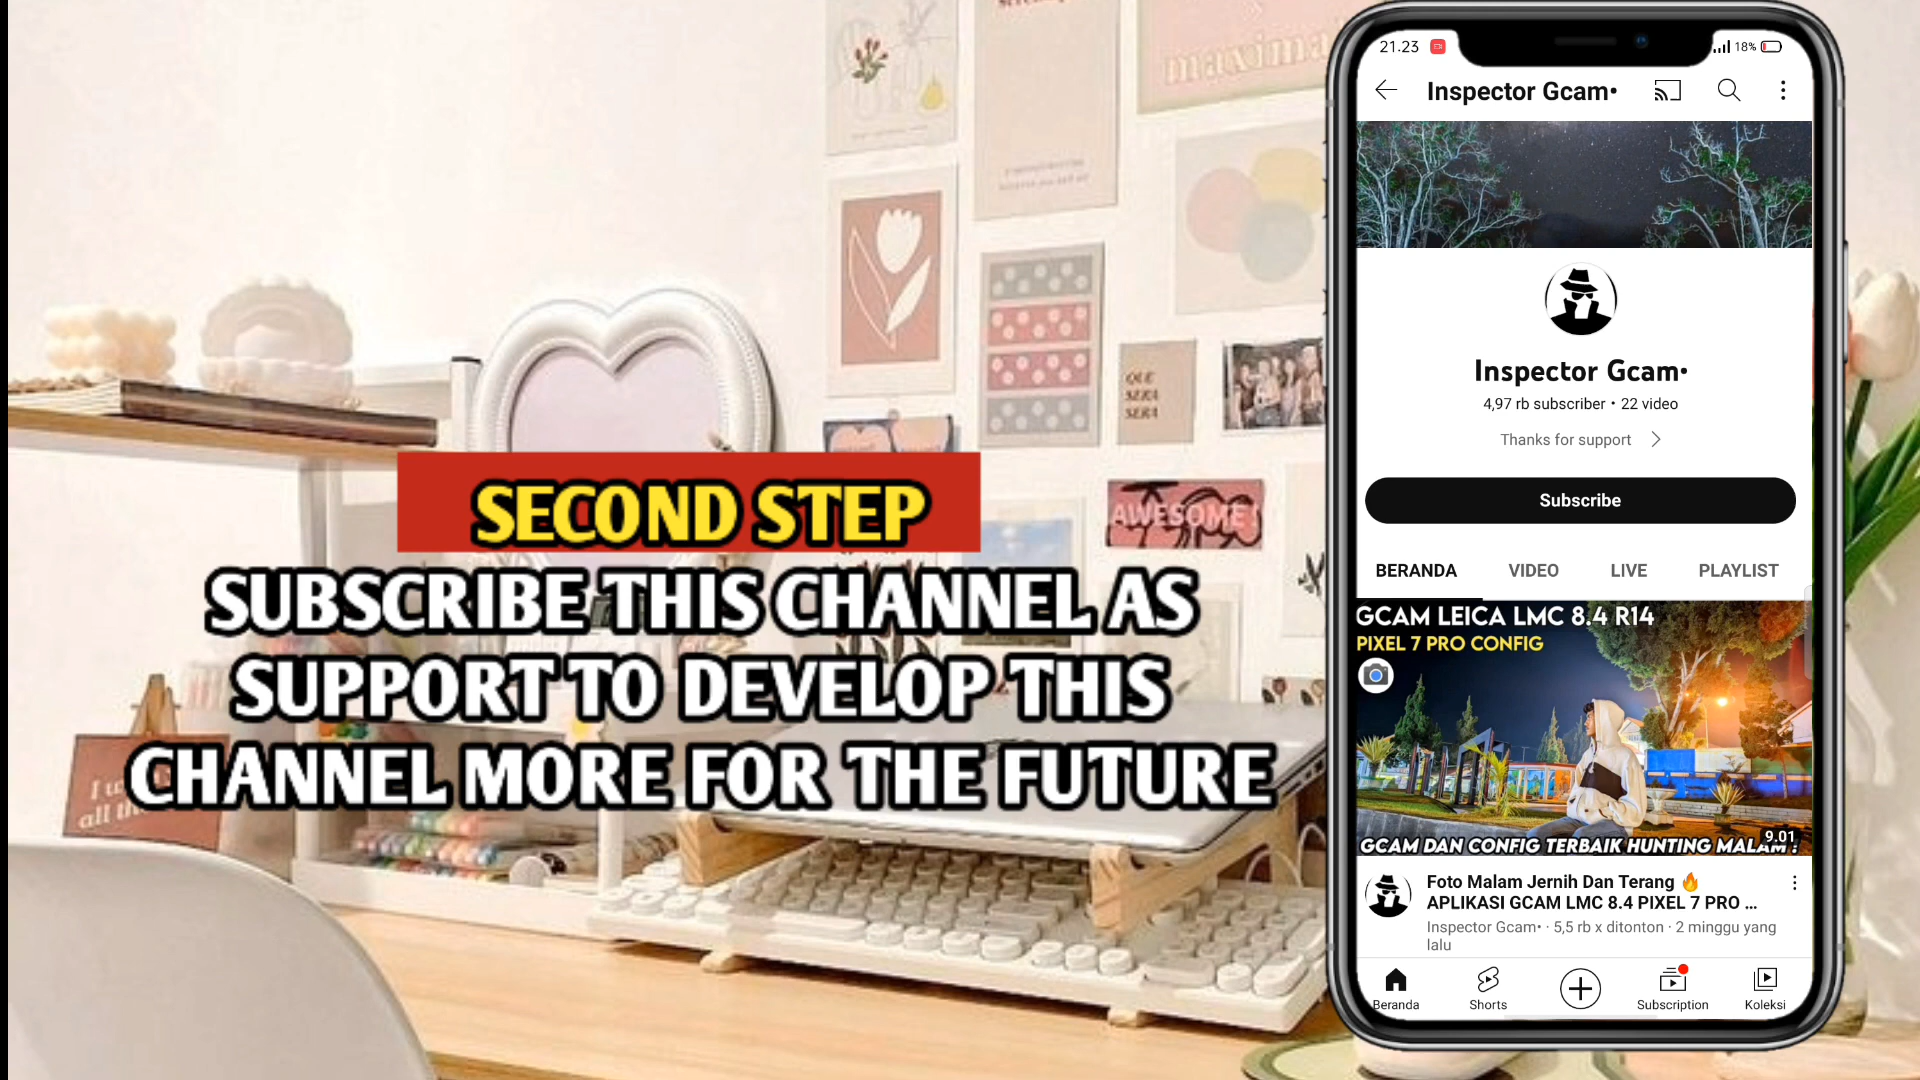 maxima
QUE
SERA
SERA
AWESOME!
SECOND STEP
SUBSCRIBE THIS CHANNEL AS
SUPPORT TO DEVELOP THIS
CHANNEL MORE FOR THE FUTURE
21.23
18%
Inspector Gcam•
Inspector Gcam•
4,97 rb subscriber • 22 video
Thanks for support
Subscribe
BERANDA VIDEO LIVE PLAYLIST
GCAM LEICA LMC 8.4 R14
PIXEL 7 PRO CONFIG
GCAM DAN CONFIG TERBAIK HUNTING MALAM !
9.01
Foto Malam Jernih Dan Terang 🔥
APLIKASI GCAM LMC 8.4 PIXEL 7 PRO ...
Inspector Gcam• · 5,5 rb x ditonton · 2 minggu yang
lalu
Beranda Shorts Subscription Koleksi